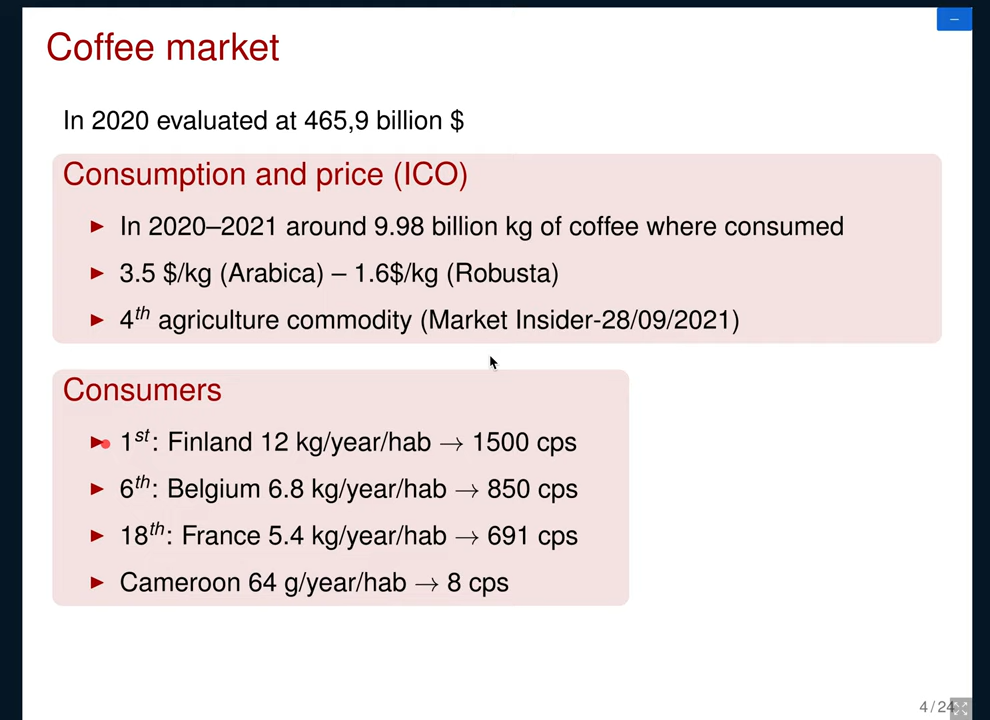 Coffee market
In 2020 evaluated at 465,9 billion $
Consumption and price (ICO)
► In 2020–2021 around 9.98 billion kg of coffee where consumed
► 3.5 $/kg (Arabica) – 1.6$/kg (Robusta)
► 4th agriculture commodity (Market Insider-28/09/2021)
Consumers
► 1st: Finland 12 kg/year/hab → 1500 cps
► 6th: Belgium 6.8 kg/year/hab → 850 cps
► 18th: France 5.4 kg/year/hab → 691 cps
► Cameroon 64 g/year/hab → 8 cps
4 / 24